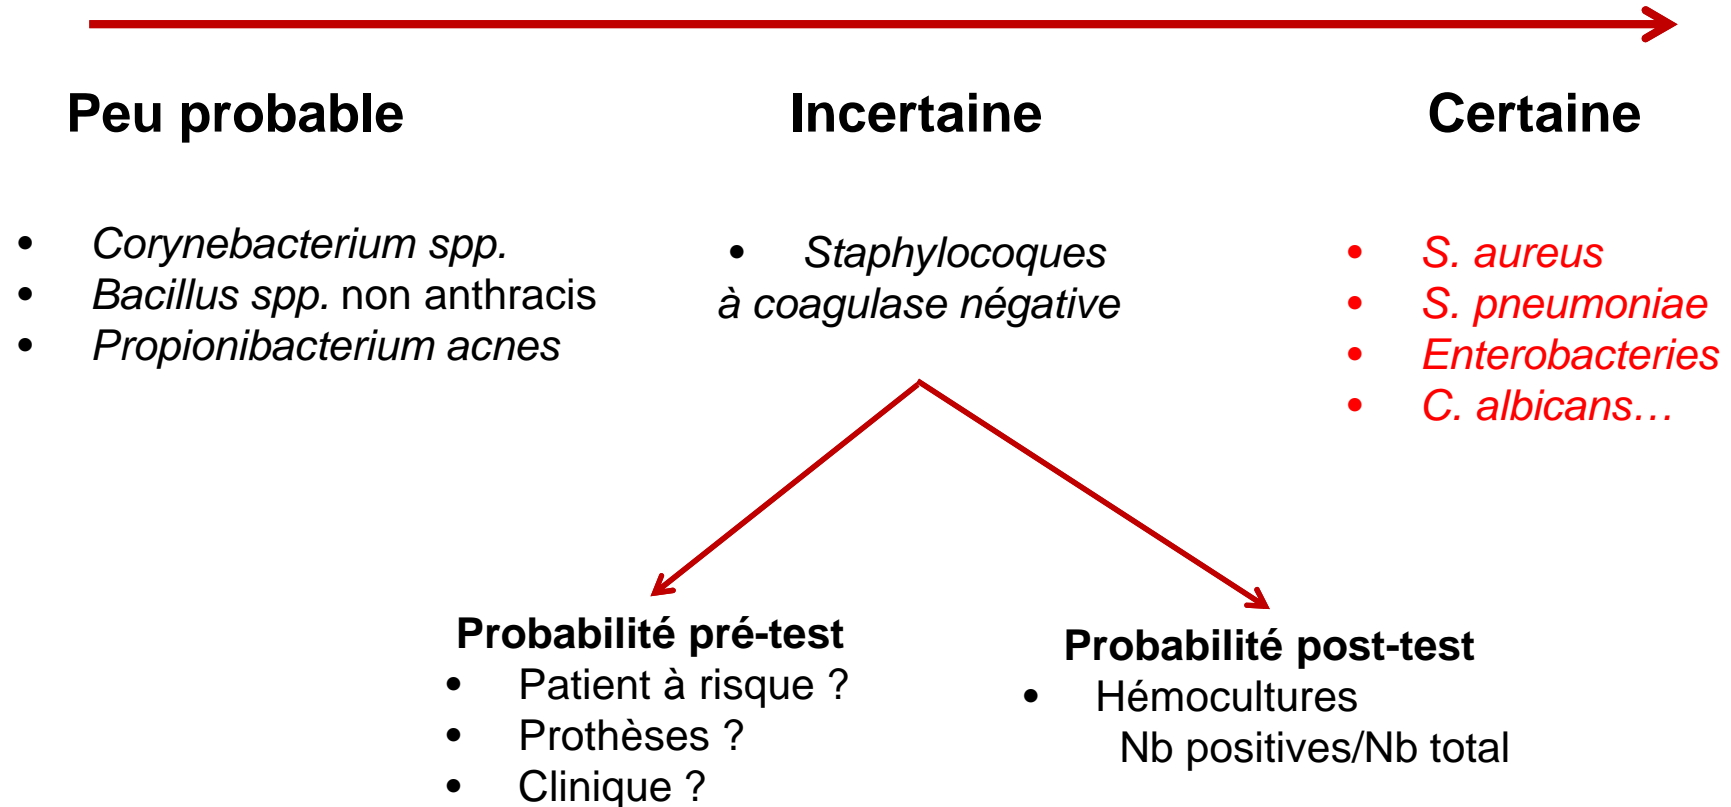 Peu probable
Incertaine
Certaine
• Corynebacterium spp.
• Bacillus spp. non anthracis
• Propionibacterium acnes
• Staphylocoques
à coagulase négative
• S. aureus
• S. pneumoniae
• Enterobacteries
• C. albicans…
Probabilité pré-test
• Patient à risque ?
• Prothèses ?
• Clinique ?
Probabilité post-test
• Hémocultures
Nb positives/Nb total